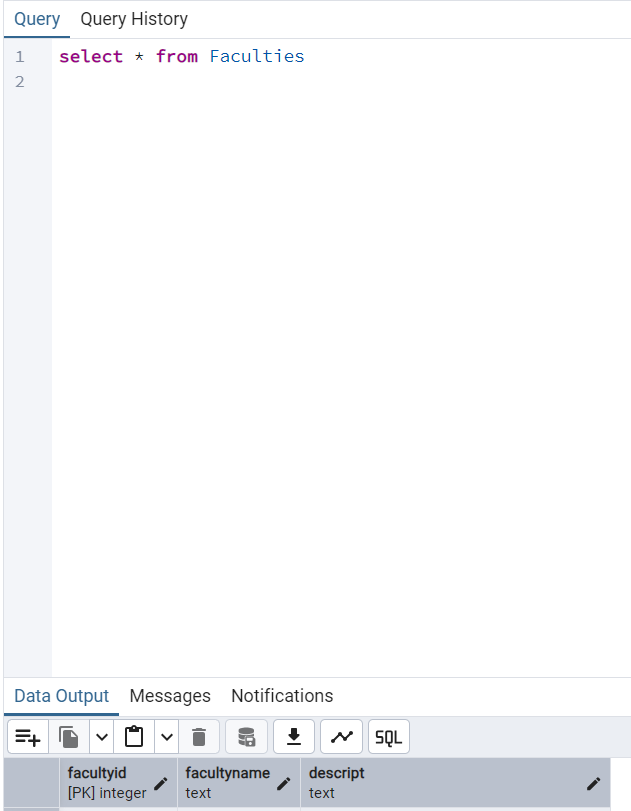 Query Query History
1 select * from Faculties
2
Data Output Messages Notifications
SQL
facultyid facultyname descript
[PK] integer text text